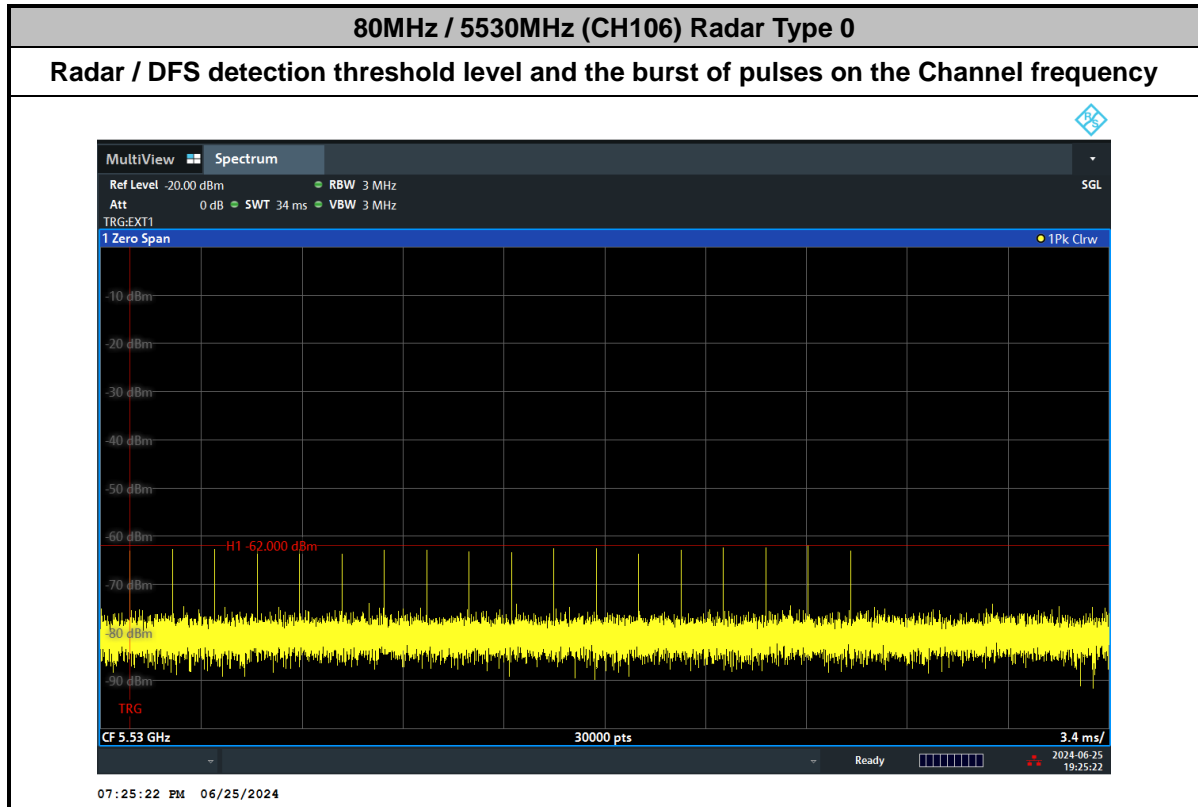 80MHz / 5530MHz (CH106) Radar Type 0
Radar / DFS detection threshold level and the burst of pulses on the Channel frequency
R S
MultiView Spectrum
Ref Level -20.00 dBm RBW 3 MHz SGL
Att 0 dB SWT 34 ms VBW 3 MHz
TRG:EXT1
1 Zero Span 1Pk Clrw
-10 dBm
-20 dBm
-30 dBm
-40 dBm
-50 dBm
-60 dBm
H1 -62.000 dBm
-70 dBm
-80 dBm
-90 dBm
TRG
CF 5.53 GHz 30000 pts 3.4 ms/
Ready 2024-06-25
19:25:22
07:25:22 PM 06/25/2024